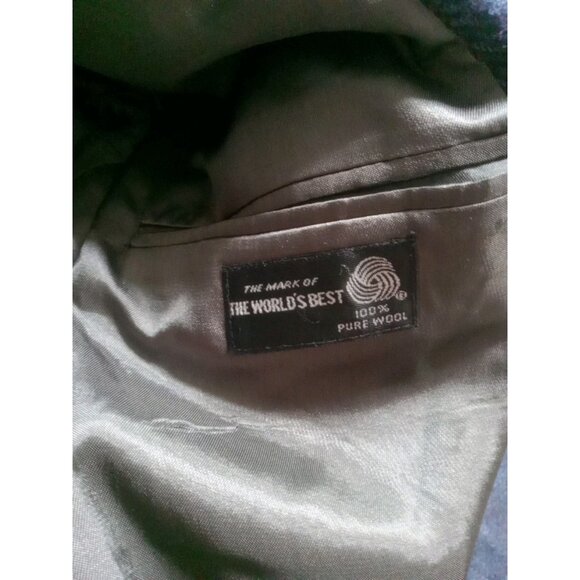 THE MARK OF
THE WORLD'S BEST
®
100%
PURE WOOL